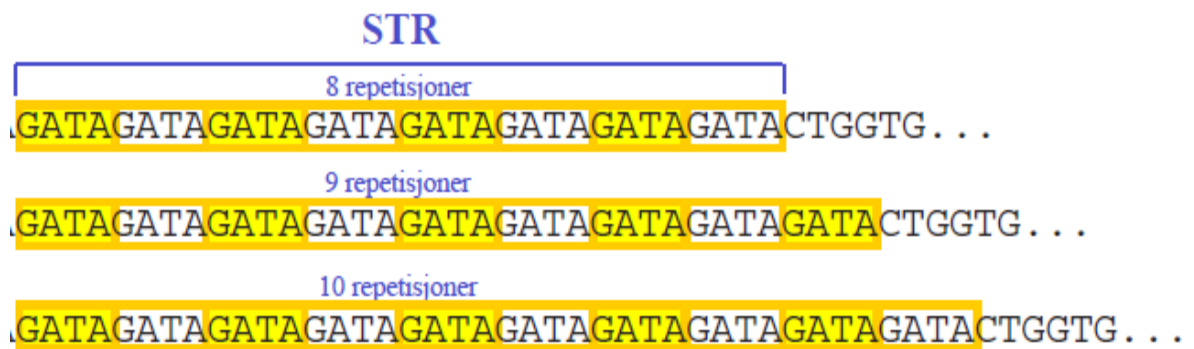 STR
8 repetisjoner
GATAGATAGATAGATAGATAGATAGATAGATACTGGTG...
9 repetisjoner
GATAGATAGATAGATAGATAGATAGATAGATAGATACTGGTG...
10 repetisjoner
GATAGATAGATAGATAGATAGATAGATAGATAGATAGATACTGGTG...